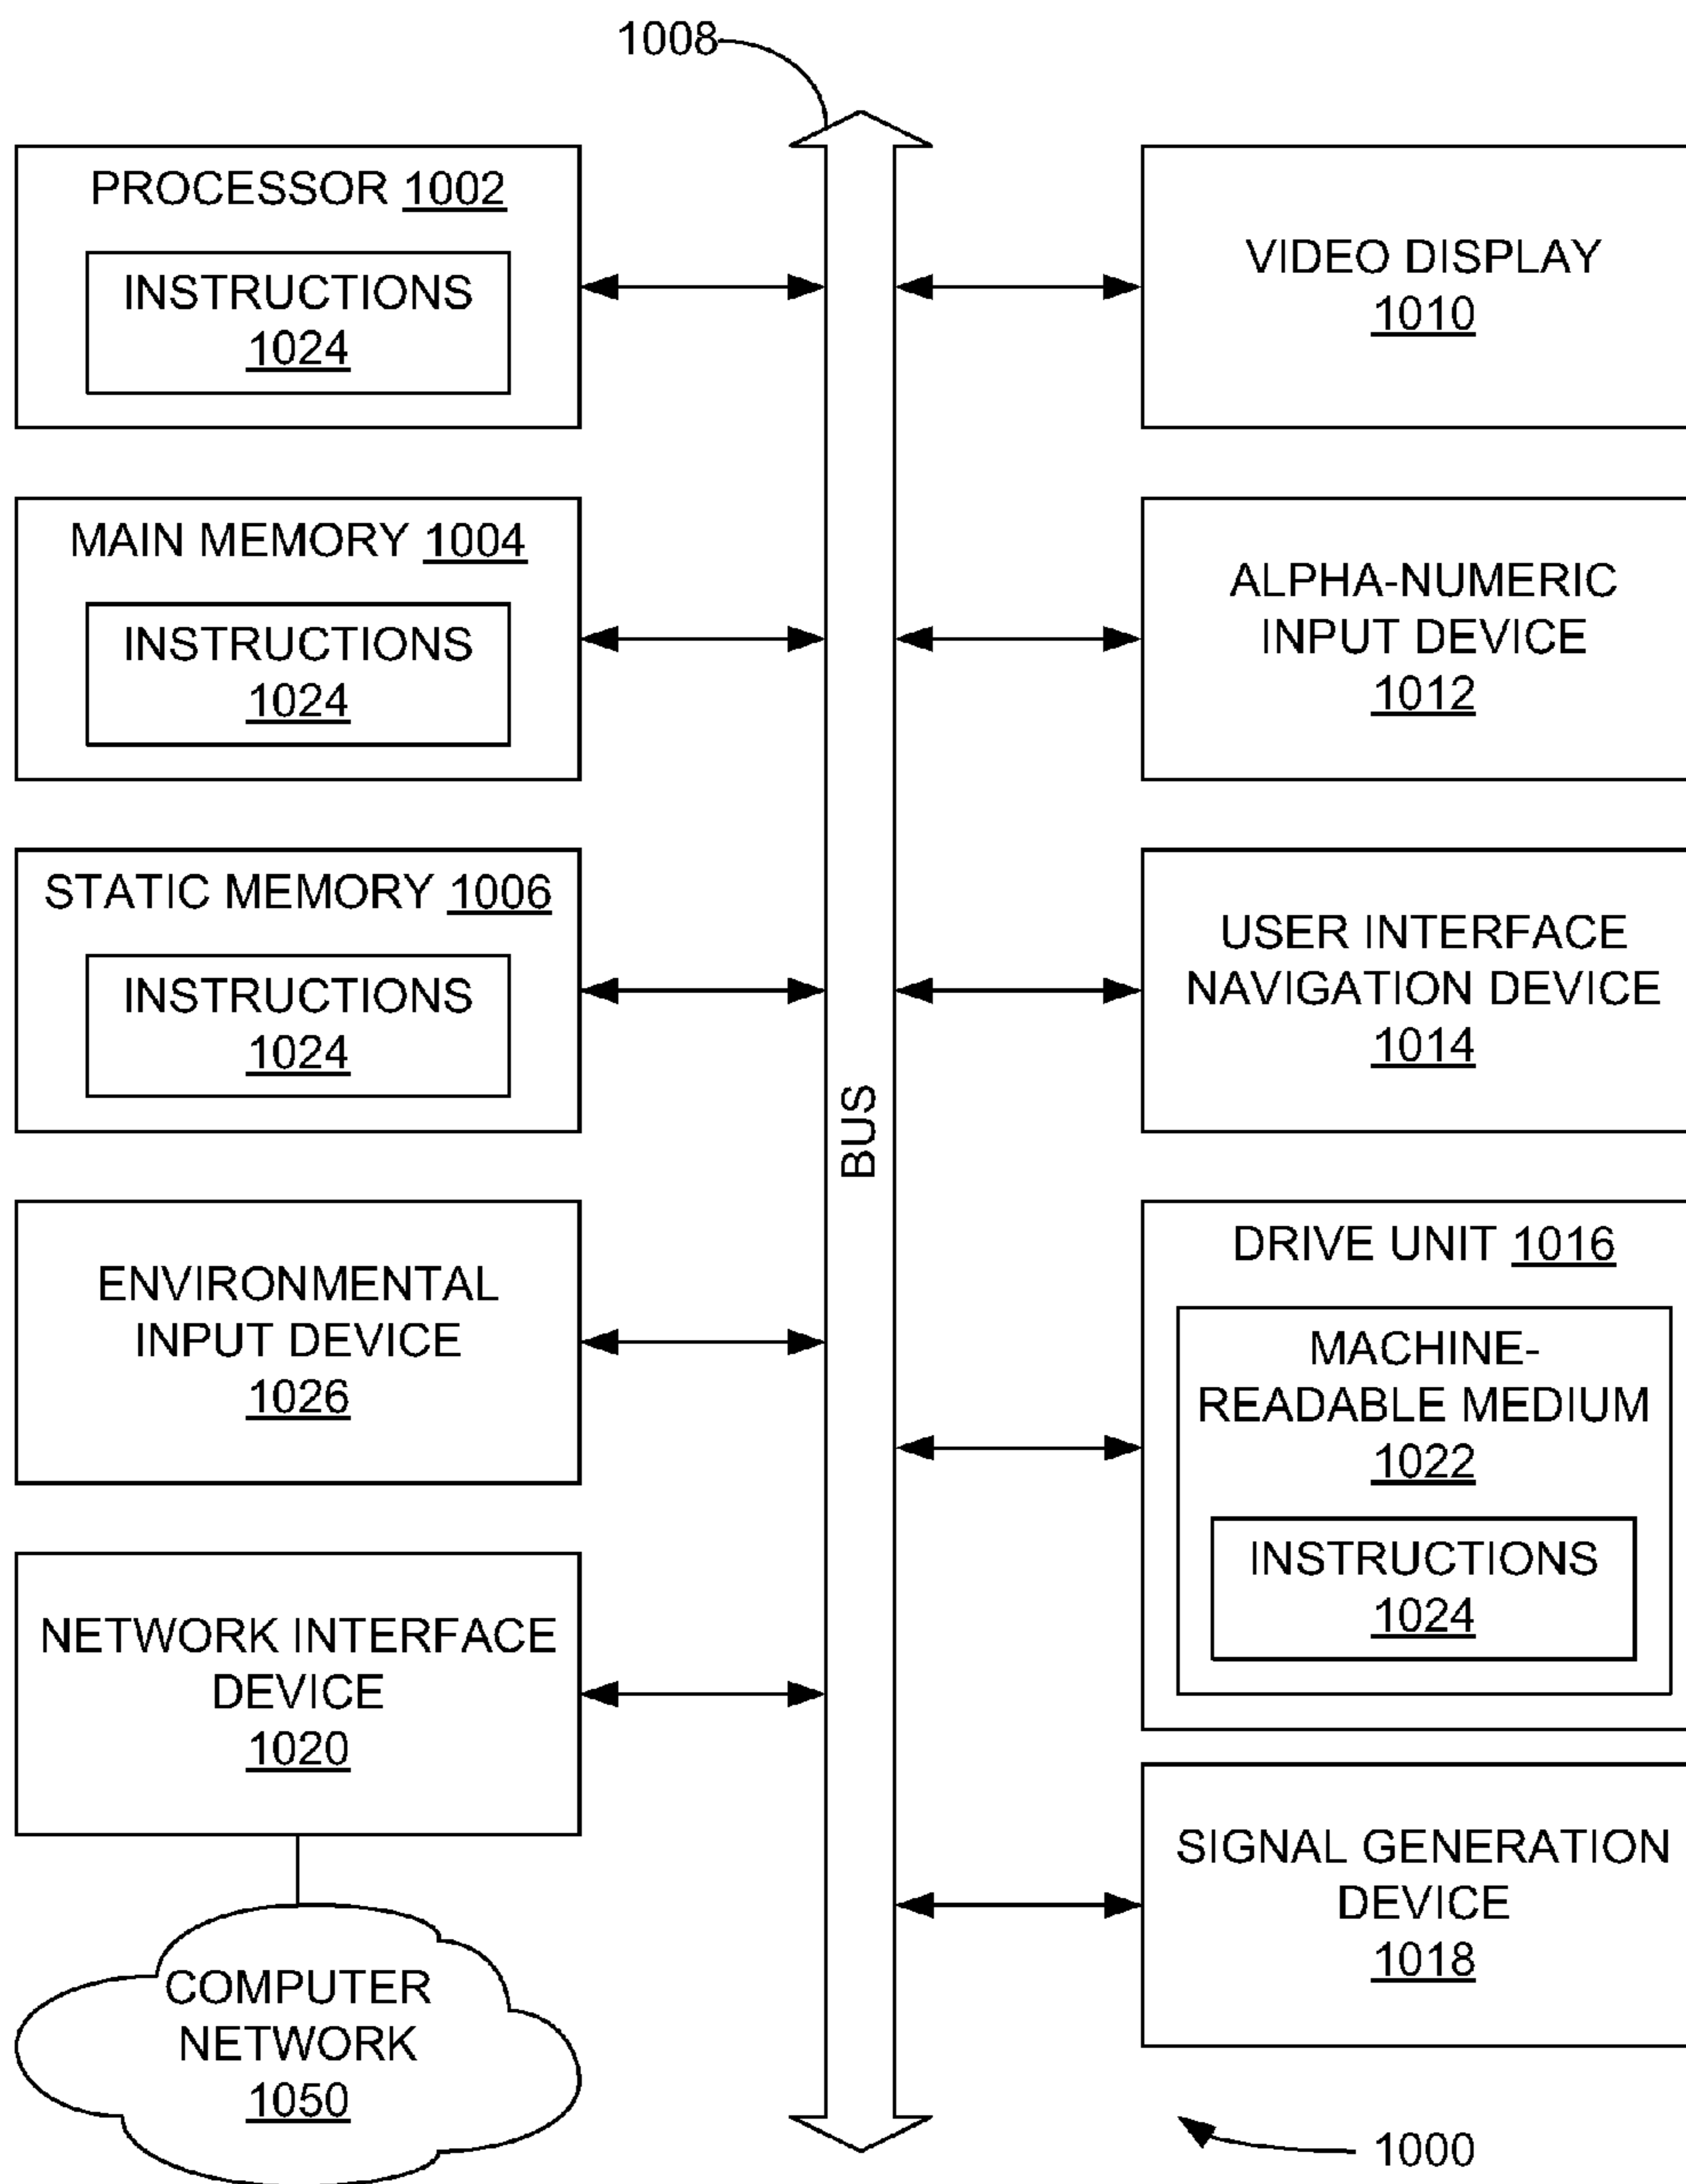 1008
PROCESSOR 1002
INSTRUCTIONS
1024
MAIN MEMORY 1004
INSTRUCTIONS
1024
STATIC MEMORY 1006
INSTRUCTIONS
1024
ENVIRONMENTAL
INPUT DEVICE
1026
NETWORK INTERFACE
DEVICE
1020
COMPUTER
NETWORK
1050
BUS
VIDEO DISPLAY
1010
ALPHA-NUMERIC
INPUT DEVICE
1012
USER INTERFACE
NAVIGATION DEVICE
1014
DRIVE UNIT 1016
MACHINE-
READABLE MEDIUM
1022
INSTRUCTIONS
1024
SIGNAL GENERATION
DEVICE
1018
1000